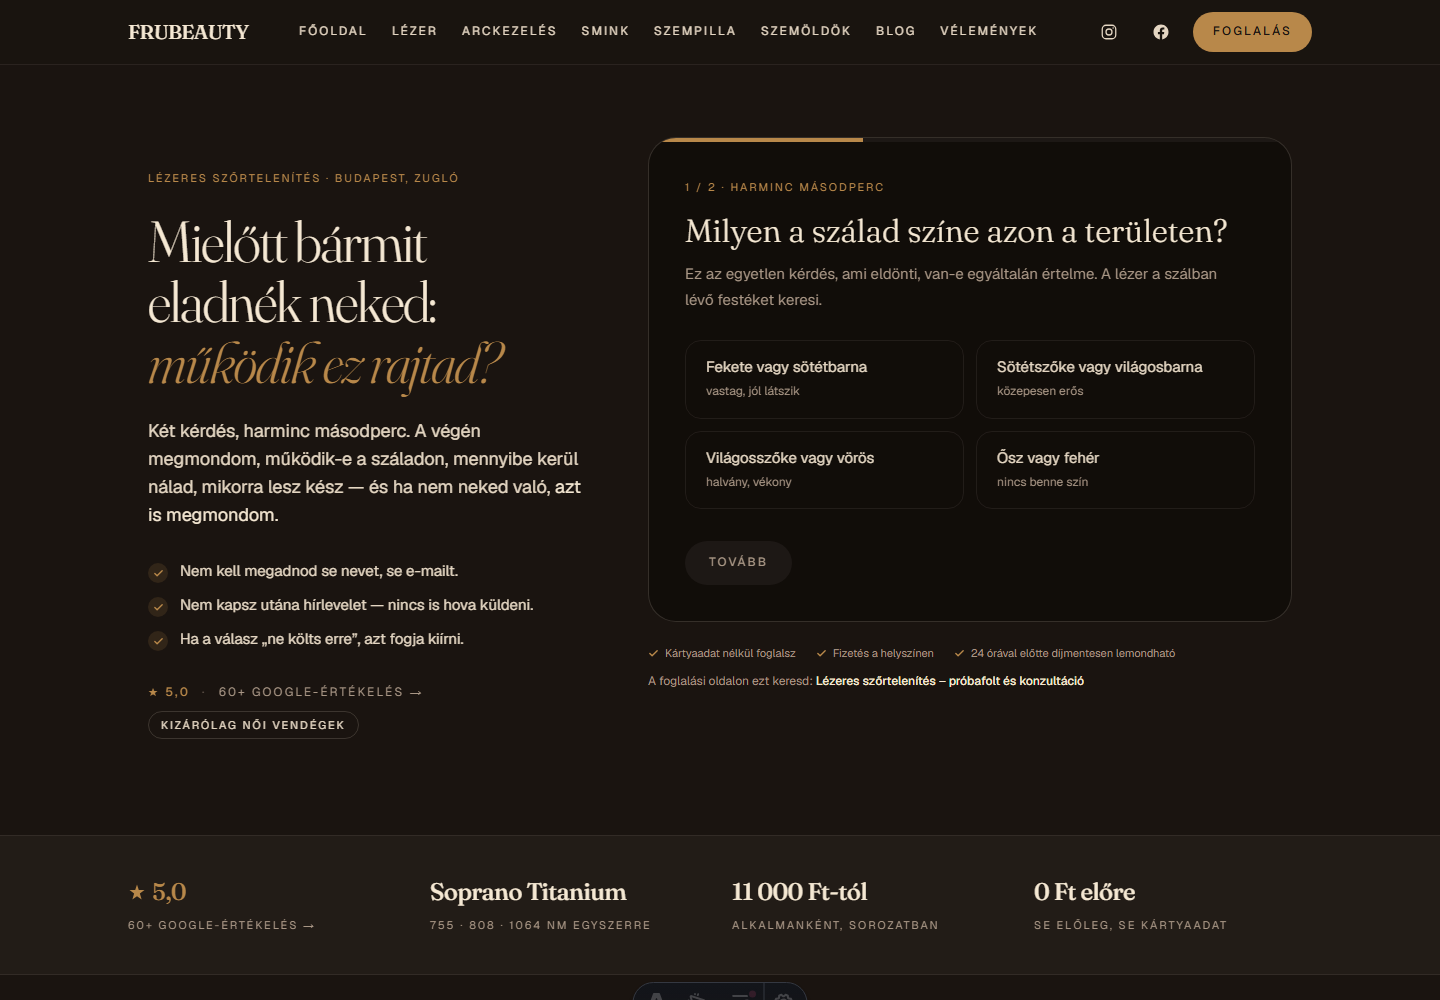 FRUBEAUTY
FŐOLDAL LÉZER ARCKEZELÉS SMINK SZEMPILLA SZEMÖLDÖK BLOG VÉLEMÉNYEK
FOGLALÁS
LÉZERES SZŐRTELENÍTÉS · BUDAPEST, ZUGLÓ
Mielőtt bármit
eladnék neked:
működik ez rajtad?
Két kérdés, harminc másodperc. A végén
megmondom, működik-e a száladon, mennyibe kerül
nálad, mikorra lesz kész — és ha nem neked való, azt
is megmondom.
Nem kell megadnod se nevet, se e-mailt.
Nem kapsz utána hírlevelet — nincs is hova küldeni.
Ha a válasz „ne költs erre”, azt fogja kiírni.
★ 5,0 · 60+ GOOGLE-ÉRTÉKELÉS →
KIZÁRÓLAG NŐI VENDÉGEK
1 / 2 · HARMINC MÁSODPERC
Milyen a szálad színe azon a területen?
Ez az egyetlen kérdés, ami eldönti, van-e egyáltalán értelme. A lézer a szálban
lévő festéket keresi.
Fekete vagy sötétbarna
vastag, jól látszik
Sötétszőke vagy világosbarna
közepesen erős
Világosszőke vagy vörös
halvány, vékony
Ősz vagy fehér
nincs benne szín
TOVÁBB
Kártyaadat nélkül foglalsz
Fizetés a helyszínen
24 órával előtte díjmentesen lemondható
A foglalási oldalon ezt keresd: Lézeres szőrtelenítés – próbafolt és konzultáció
★ 5,0
60+ GOOGLE-ÉRTÉKELÉS →
Soprano Titanium
755 · 808 · 1064 NM EGYSZERRE
11 000 Ft-tól
ALKALMANKÉNT, SOROZATBAN
0 Ft előre
SE ELŐLEG, SE KÁRTYAADAT